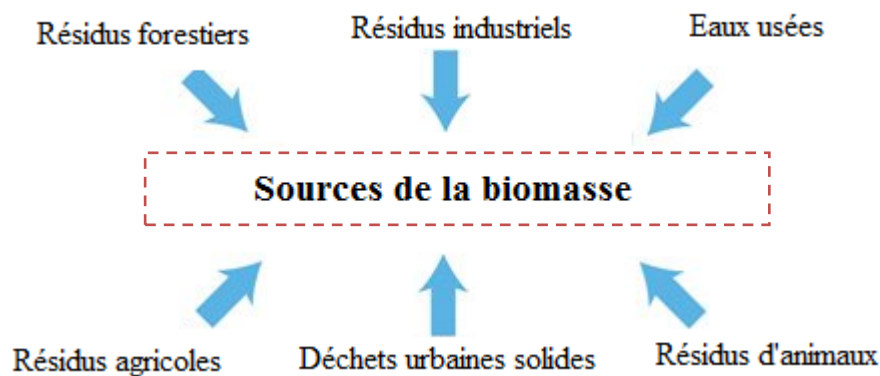 Résidus forestiers
Résidus industriels
Eaux usées
Sources de la biomasse
Résidus agricoles
Déchets urbaines solides
Résidus d'animaux